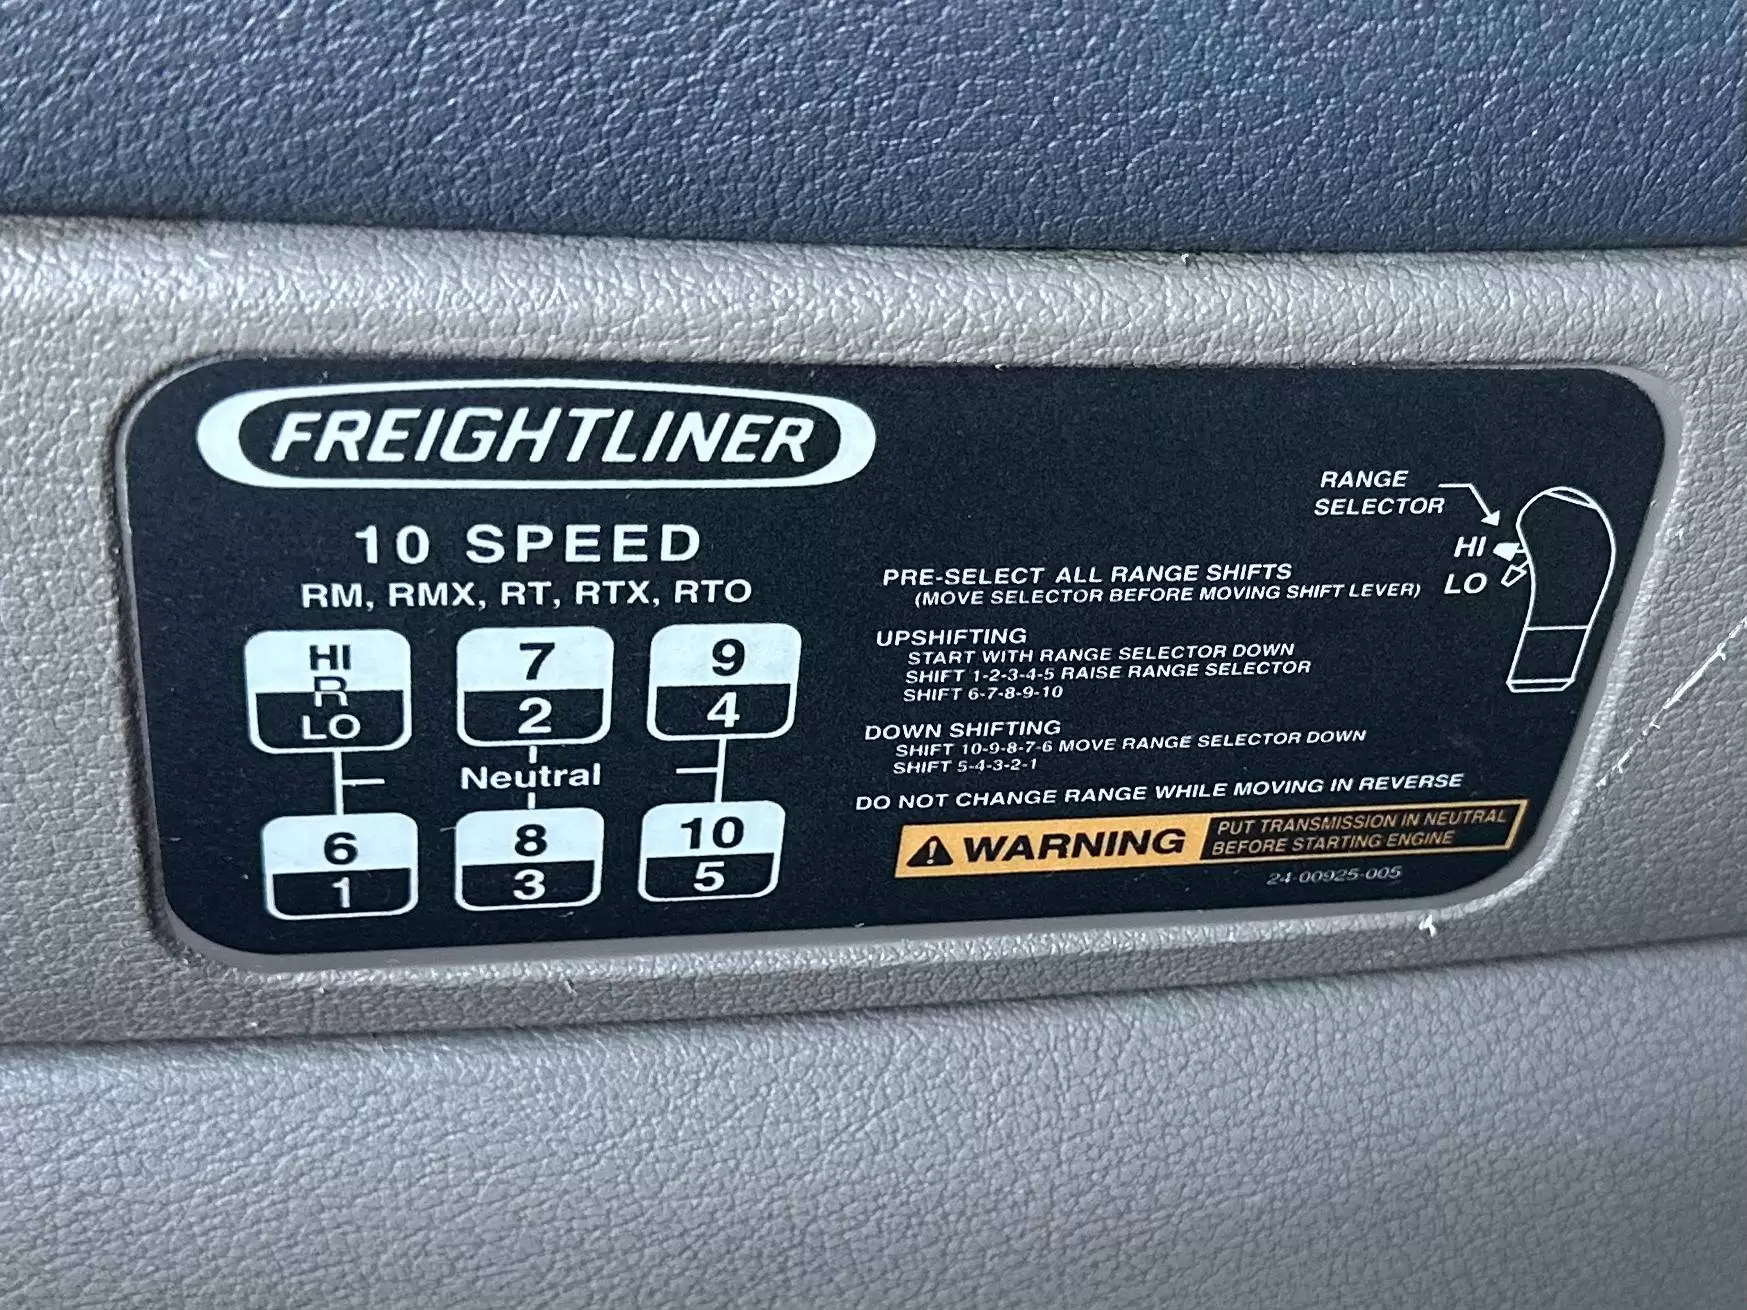 FREIGHTLINER
10 SPEED
RM, RMX, RT, RTX, RTO
HI
R
LO
7
2
9
4
Neutral
6
1
8
3
10
5
RANGE
SELECTOR
HI
LO
PRE-SELECT ALL RANGE SHIFTS
(MOVE SELECTOR BEFORE MOVING SHIFT LEVER)
UPSHIFTING
START WITH RANGE SELECTOR DOWN
SHIFT 1-2-3-4-5 RAISE RANGE SELECTOR
SHIFT 6-7-8-9-10
DOWN SHIFTING
SHIFT 10-9-8-7-6 MOVE RANGE SELECTOR DOWN
SHIFT 5-4-3-2-1
DO NOT CHANGE RANGE WHILE MOVING IN REVERSE
WARNING
PUT TRANSMISSION IN NEUTRAL
BEFORE STARTING ENGINE
24-00925-005